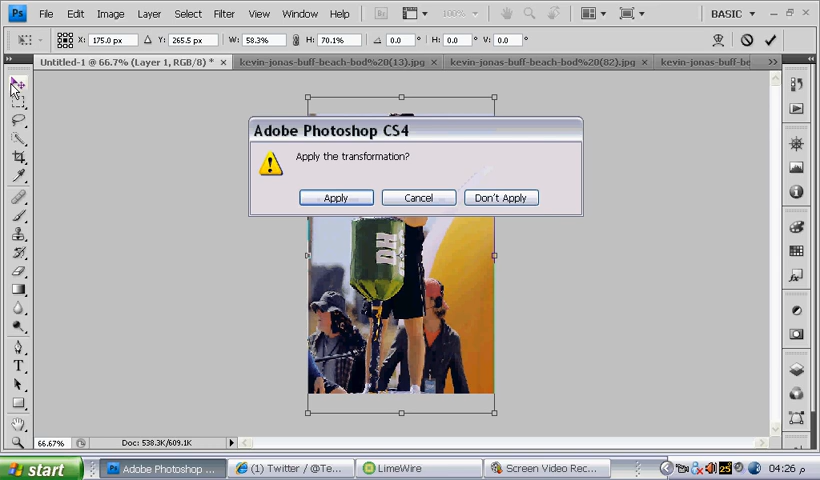 Ps File Edit Image Layer Select Filter View Window Help Br 100% BASIC
X: 175.0 px Y: 265.5 px W: 58.3% H: 70.1% 0.0 ° H: 0.0 ° V: 0.0 °
Untitled-1 @ 66.7% (Layer 1, RGB/8) * × kevin-jonas-buff-beach-bod%20(13).jpg × kevin-jonas-buff-beach-bod%20(82).jpg × kevin-jonas-buff-be
Adobe Photoshop CS4
Apply the transformation?
Apply Cancel Don't Apply
66.67% Doc: 538.3K/609.1K
start Adobe Photoshop ... (1) Twitter / @Te... LimeWire Screen Video Rec... 25 04:26 م